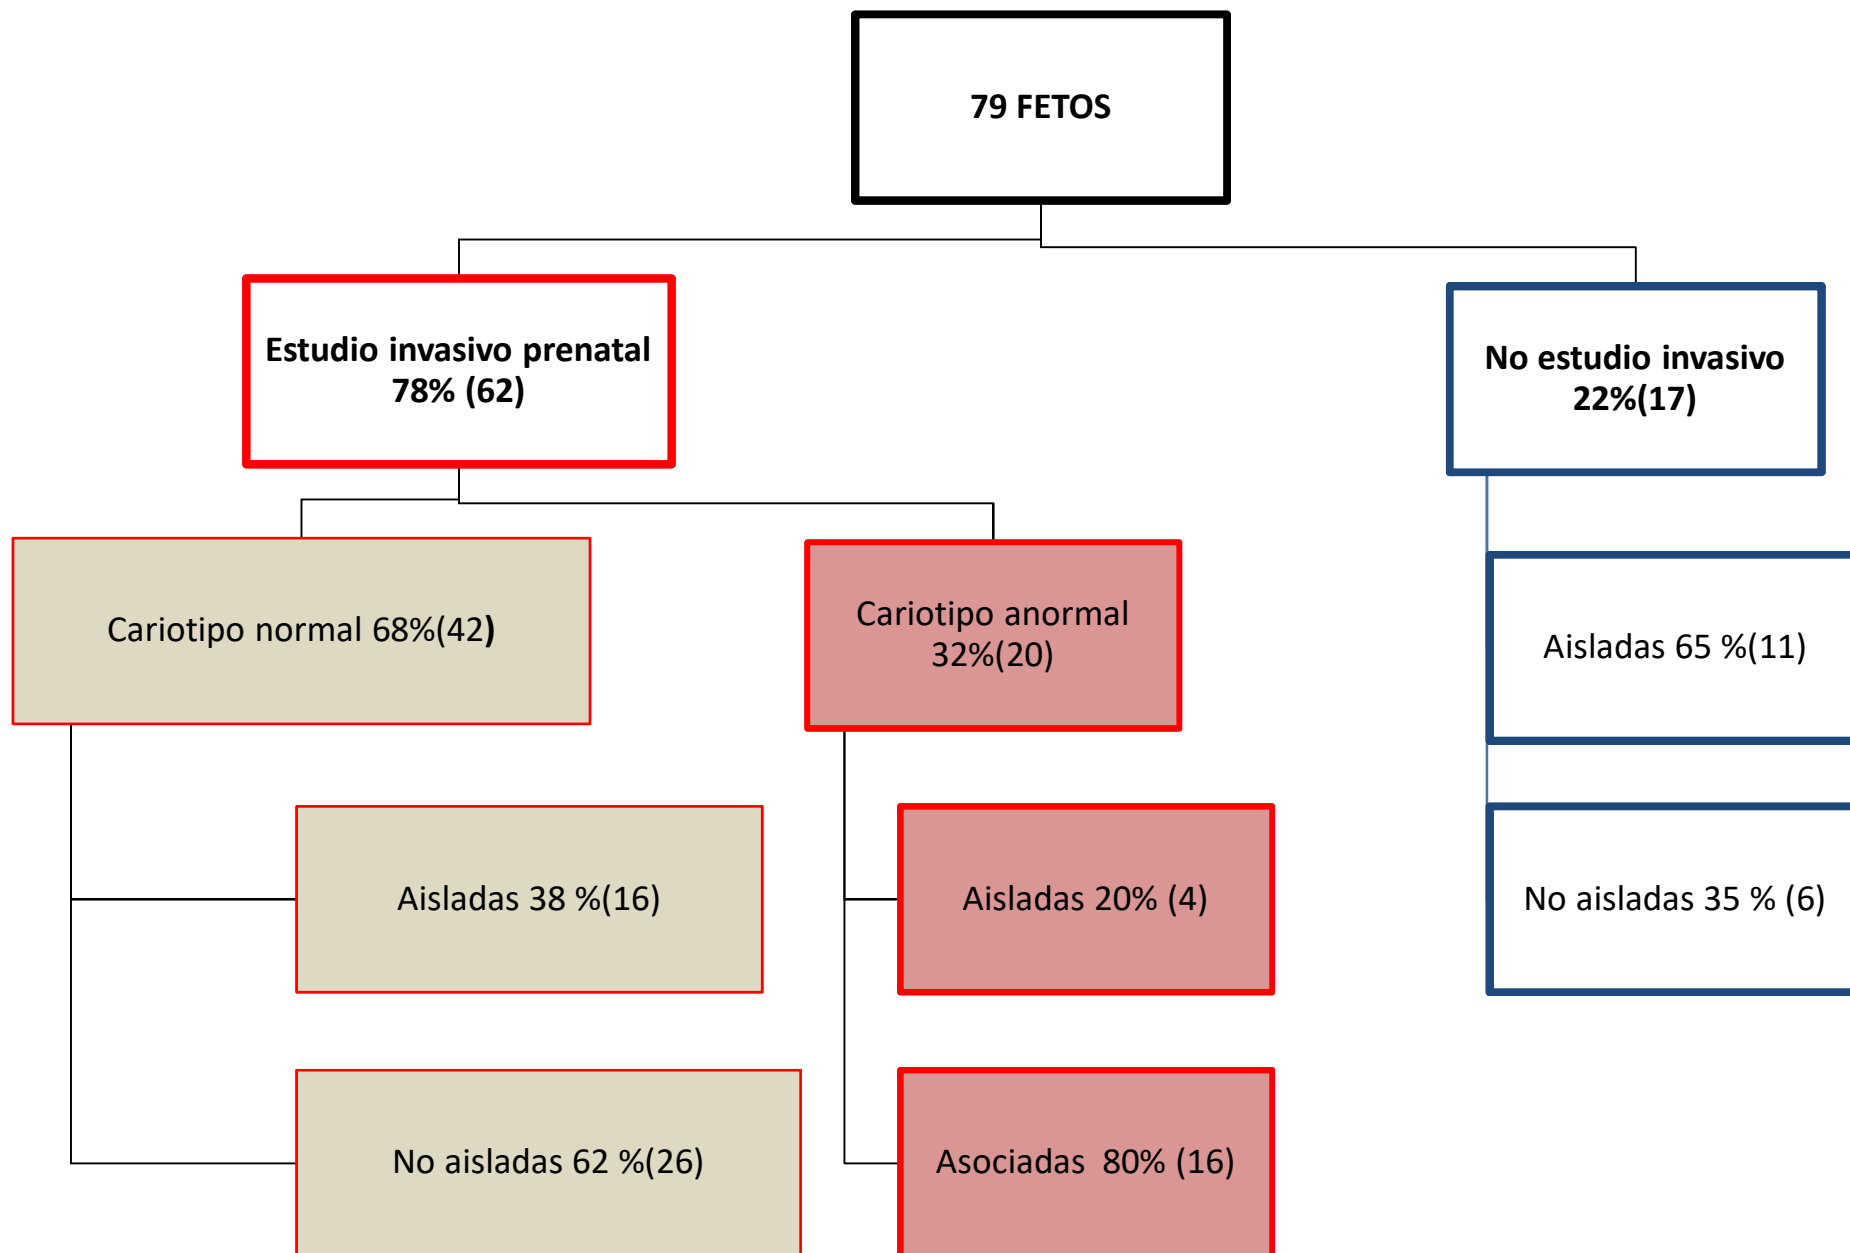 79 FETOS
Estudio invasivo prenatal
78% (62)
No estudio invasivo
22%(17)
Cariotipo normal 68%(42)
Cariotipo anormal
32%(20)
Aisladas 65 %(11)
Aisladas 38 %(16)
Aisladas 20% (4)
No aisladas 35 % (6)
No aisladas 62 %(26)
Asociadas  80% (16)